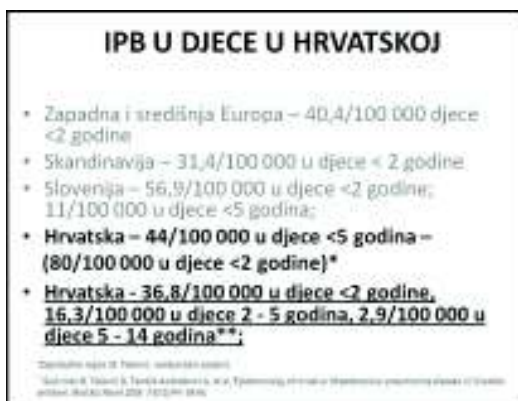 IPB U DJECE U HRVATSKOJ
• Zapadna i središnja Europa – 40,4/100 000 djece
<2 godine
• Skandinavija – 31,4/100 000 u djece < 2 godine
• Slovenija – 56,9/100 000 u djece <2 godine;
11/100 000 u djece <5 godina;
• Hrvatska – 44/100 000 u djece <5 godina –
(80/100 000 u djece <2 godine)*
• Hrvatska - 36,8/100 000 u djece <2 godine,
16,3/100 000 u djece 2 - 5 godina, 2,9/100 000 u
djece 5 - 14 godina**;